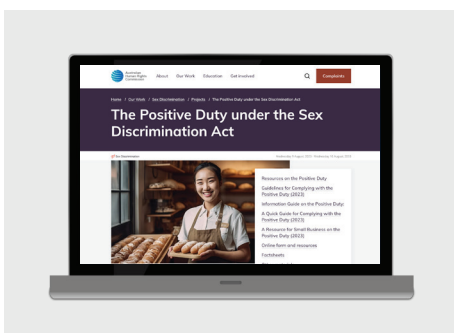 Australian
Human Rights
Commission
About Our Work Education Get involved
Complaints
Home / Our Work / Sex Discrimination / Projects / The Positive Duty under the Sex Discrimination Act
The Positive Duty under the Sex
Discrimination Act
Sex Discrimination
Resources on the Positive Duty
Guidelines for Complying with the
Positive Duty (2023)
Information Guide on the Positive Duty
A Quick Guide for Complying with the
Positive Duty (2023)
A Resource for Small Business on the
Positive Duty (2023)
Online form and resources
Factsheets